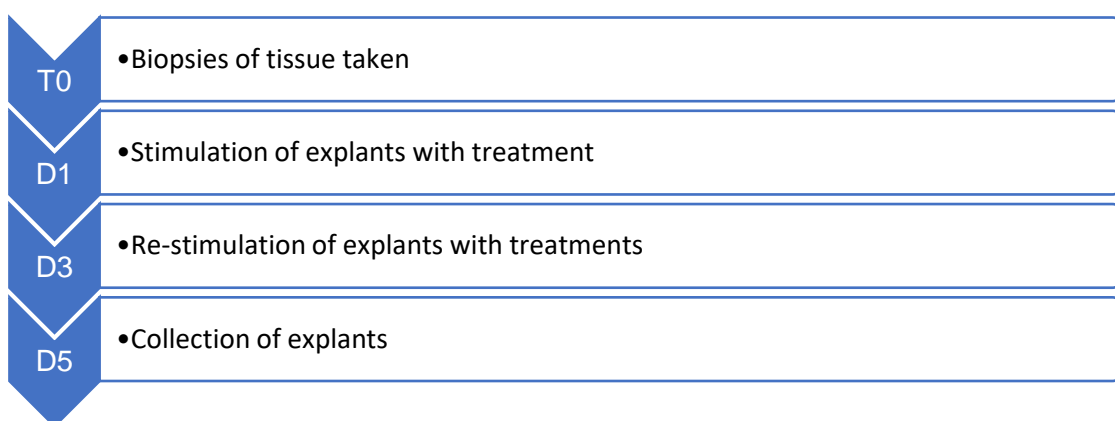 T0
•Biopsies of tissue taken
D1
•Stimulation of explants with treatment
D3
•Re-stimulation of explants with treatments
D5
•Collection of explants